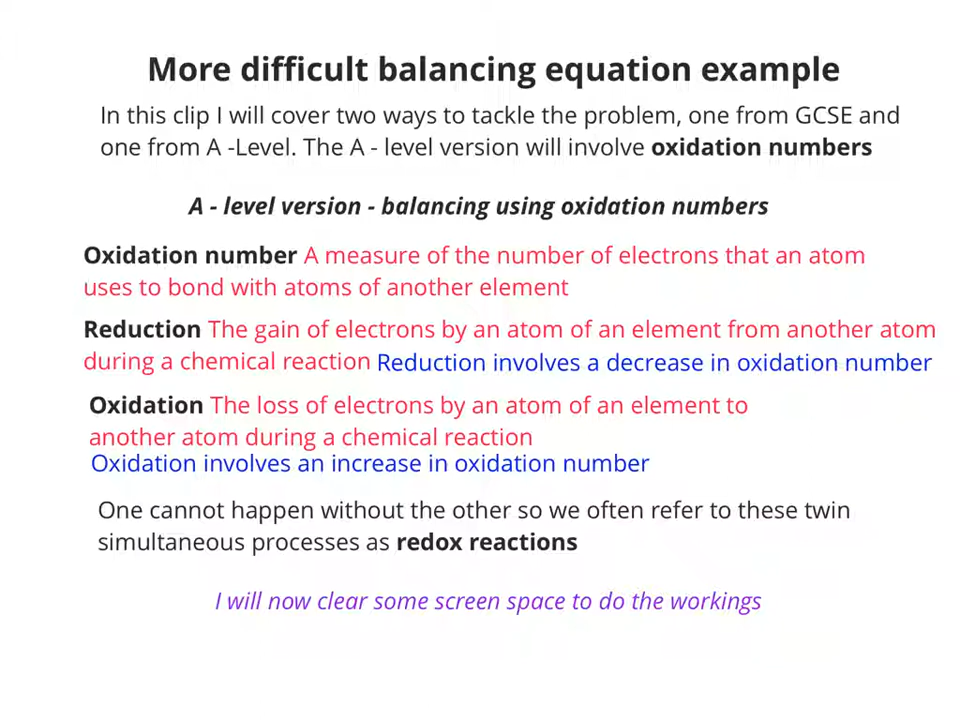 More difficult balancing equation example
In this clip I will cover two ways to tackle the problem, one from GCSE and
one from A -Level. The A - level version will involve oxidation numbers
A - level version - balancing using oxidation numbers
Oxidation number A measure of the number of electrons that an atom
uses to bond with atoms of another element
Reduction The gain of electrons by an atom of an element from another atom
during a chemical reaction Reduction involves a decrease in oxidation number
Oxidation The loss of electrons by an atom of an element to
another atom during a chemical reaction
Oxidation involves an increase in oxidation number
One cannot happen without the other so we often refer to these twin
simultaneous processes as redox reactions
I will now clear some screen space to do the workings